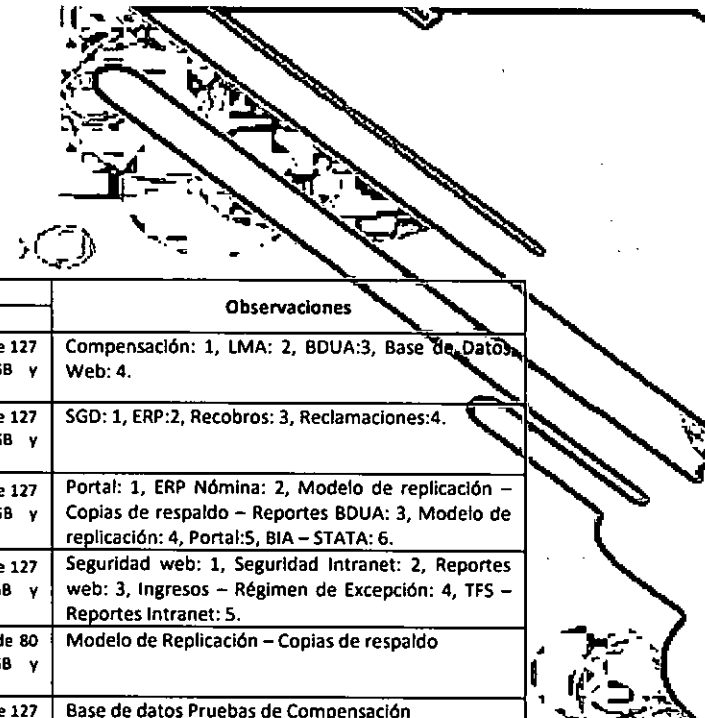 Observaciones
e 127 Compensación: 1, LMA: 2, BDUA:3, Base de Datos
GB y Web: 4.
e 127 SGD: 1, ERP:2, Recobros: 3, Reclamaciones:4.
GB y
e 127 Portal: 1, ERP Nómina: 2, Modelo de replicación –
GB y Copias de respaldo – Reportes BDUA: 3, Modelo de
replicación: 4, Portal:5, BIA – STATA: 6.
e 127 Seguridad web: 1, Seguridad Intranet: 2, Reportes
GB y web: 3, Ingresos – Régimen de Excepción: 4, TFS –
Reportes Intranet: 5.
de 80 Modelo de Replicación – Copias de respaldo
GB y
e 127 Base de datos Pruebas de Compensación